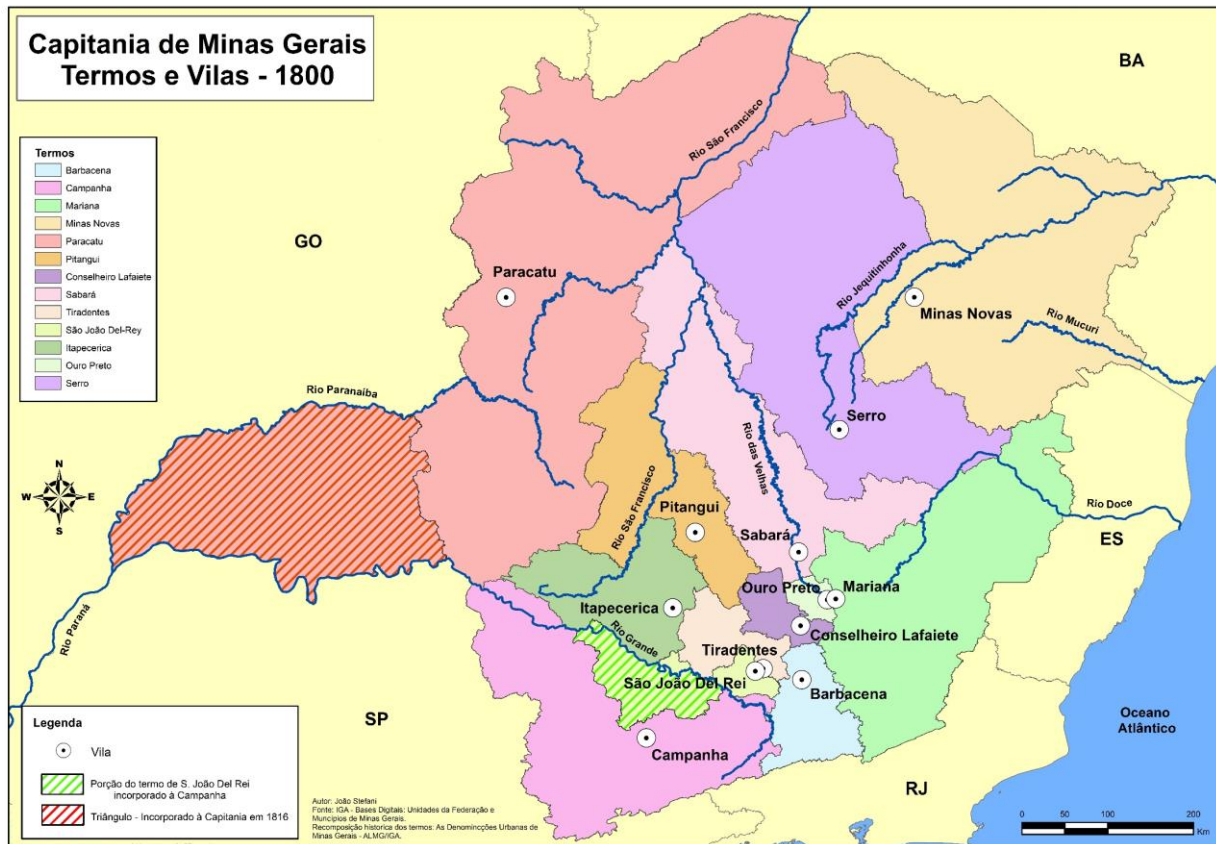 Capitania de Minas Gerais
Termos e Vilas - 1800
Termos
Barbacena
Campanha
Mariana
Minas Novas
Paracatu
Pitangui
Conselheiro Lafaiete
Sabará
Tiradentes
São João Del-Rey
Itapecerica
Ouro Preto
Serro
BA
GO
Rio São Francisco
Paracatu
Rio Jequitinhonha
Minas Novas
Rio Mucuri
Rio Paranaíba
Serro
Rio das Velhas
N
W E
S
Rio São Francisco
Pitangui
Sabará
Rio Doce
ES
Ouro Preto
Mariana
Itapecerica
Conselheiro Lafaiete
Rio Grande
Tiradentes
São João Del Rei
Barbacena
Rio Paraná
SP
Campanha
Oceano
Atlântico
RJ
Legenda
Vila
Porção do termo de S. João Del Rei
incorporado à Campanha
Triângulo - Incorporado à Capitania em 1816
Autor: João Stefani
Fonte: IGA - Bases Digitais: Unidades da Federação e
Municípios de Minas Gerais.
Recomposição historica dos termos: As Denomincções Urbanas de
Minas Gerais - ALMG/IGA.
0 50 100 200
Km